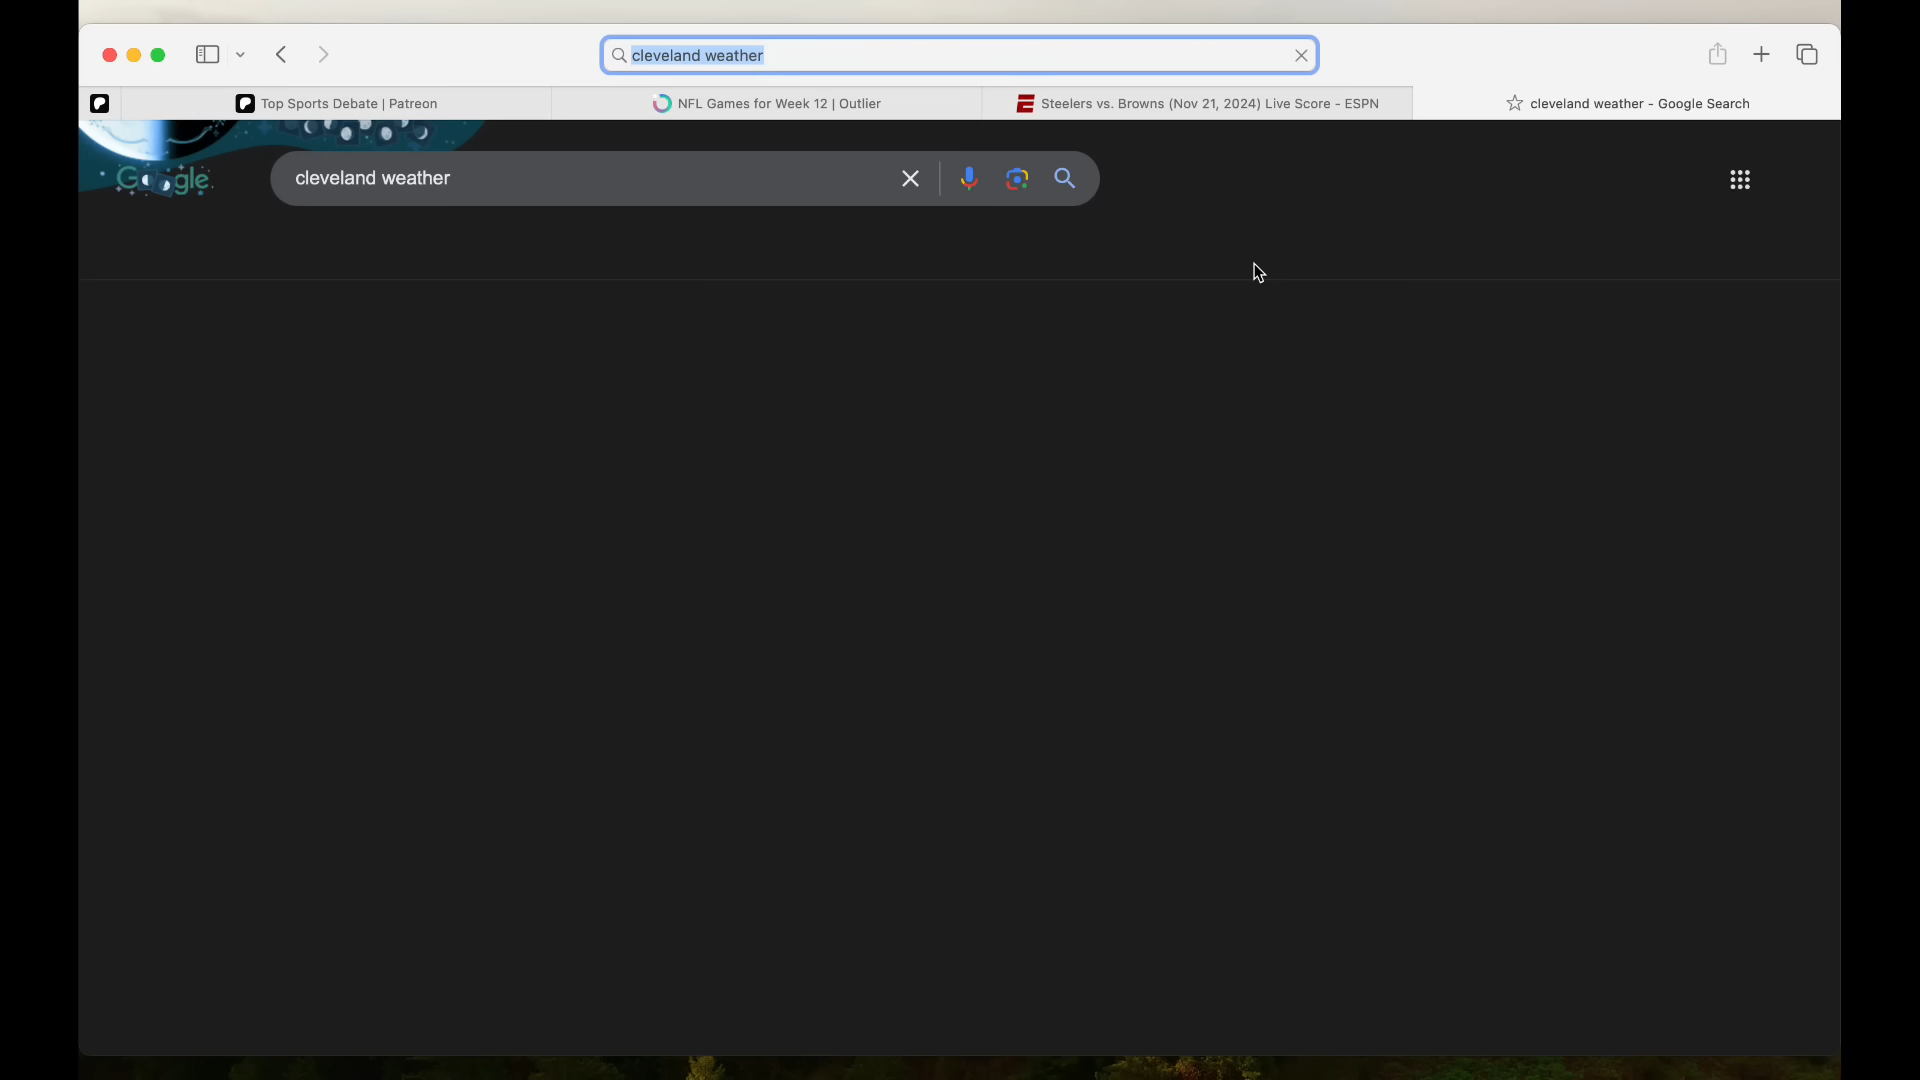 cleveland weather
Top Sports Debate | Patreon
NFL Games for Week 12 | Outlier
Steelers vs. Browns (Nov 21, 2024) Live Score - ESPN
cleveland weather - Google Search
Google
cleveland weather